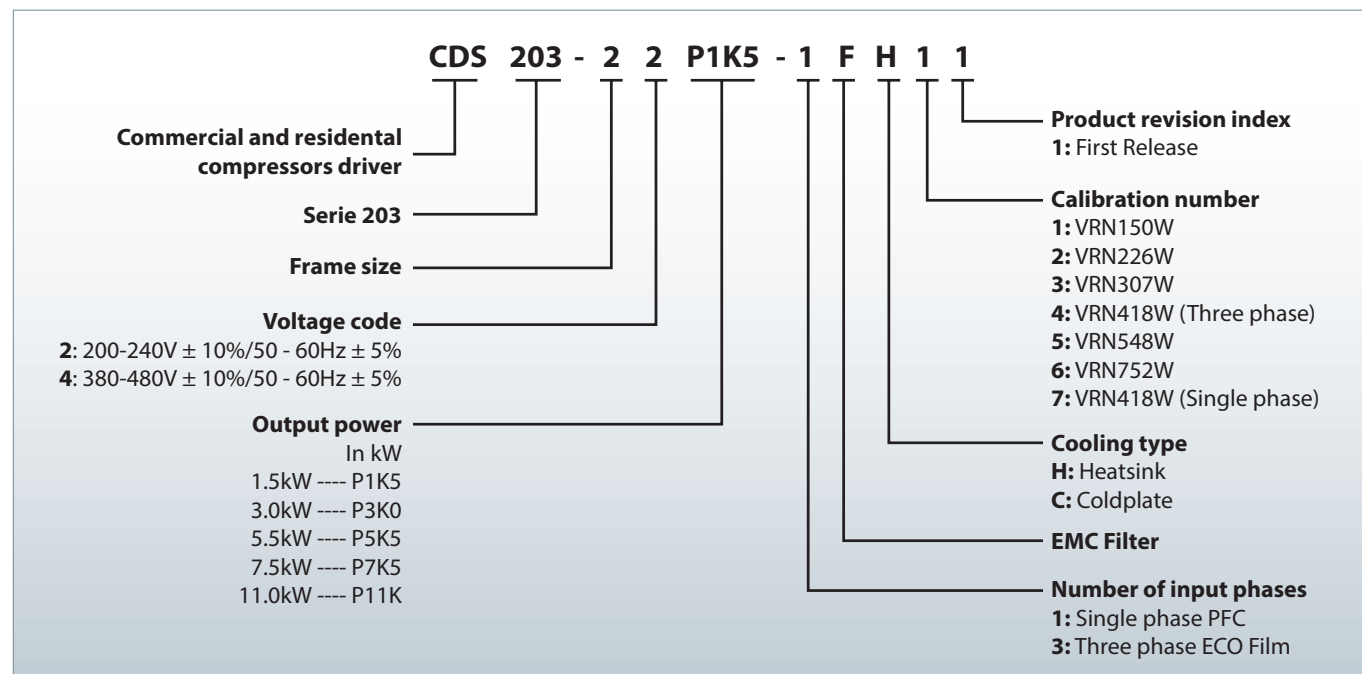 CDS 203 - 2 2 P1K5 - 1 F H 1 1
Commercial and residental
compressors driver
Serie 203
Frame size
Voltage code
2: 200-240V ± 10%/50 - 60Hz ± 5%
4: 380-480V ± 10%/50 - 60Hz ± 5%
Output power
In kW
1.5kW ---- P1K5
3.0kW ---- P3K0
5.5kW ---- P5K5
7.5kW ---- P7K5
11.0kW ---- P11K
Product revision index
1: First Release
Calibration number
1: VRN150W
2: VRN226W
3: VRN307W
4: VRN418W (Three phase)
5: VRN548W
6: VRN752W
7: VRN418W (Single phase)
Cooling type
H: Heatsink
C: Coldplate
EMC Filter
Number of input phases
1: Single phase PFC
3: Three phase ECO Film